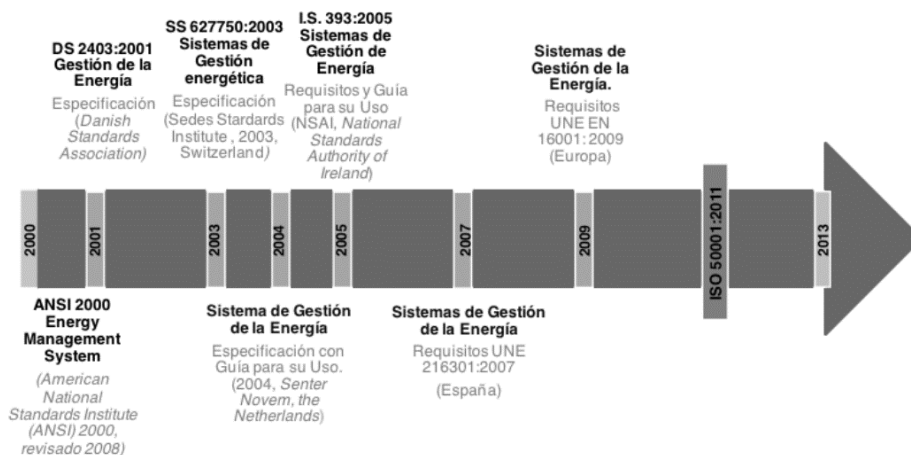 DS 2403:2001
Gestión de la
Energía
Especificación
(Danish
Standards
Association)
SS 627750:2003
Sistemas de
Gestión
energética
Especificación
(Sedes Stardards
Institute , 2003,
Switzerland)
I.S. 393:2005
Sistemas de
Gestión de
Energía
Requisitos y Guía
para su Uso
(NSAI, National
Standards
Authority of
Ireland)
Sistemas de
Gestión de la
Energía.
Requisitos
UNE EN
16001: 2009
(Europa)
2000
2001
2003
2004
2005
2007
2009
ISO 50001:2011
2013
ANSI 2000
Energy
Management
System
(American
National
Standards Institute
(ANSI) 2000,
revisado 2008)
Sistema de Gestión
de la Energía
Especificación con
Guía para su Uso.
(2004, Senter
Novem, the
Netherlands)
Sistemas de Gestión
de la Energía
Requisitos UNE
216301:2007
(España)